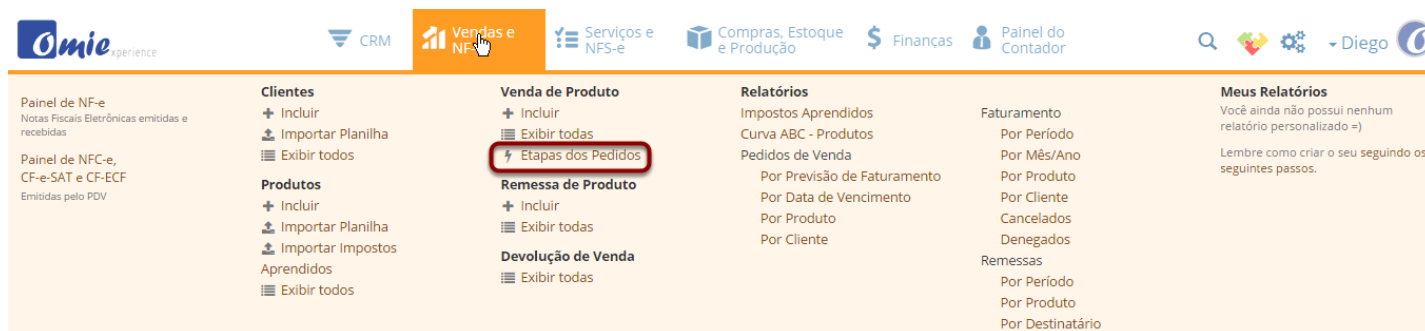 Omie.xperience
CRM
Vendas e
NF-e
Serviços e
NFS-e
Compras, Estoque
e Produção
Finanças
Painel do
Contador
Diego
Painel de NF-e
Notas Fiscais Eletrônicas emitidas e
recebidas
Painel de NFC-e,
CF-e-SAT e CF-ECF
Emitidas pelo PDV
Clientes
Incluir
Importar Planilha
Exibir todos
Produtos
Incluir
Importar Planilha
Importar Impostos
Aprendidos
Exibir todos
Venda de Produto
Incluir
Exibir todas
Etapas dos Pedidos
Remessa de Produto
Incluir
Exibir todas
Devolução de Venda
Exibir todas
Relatórios
Impostos Aprendidos
Curva ABC - Produtos
Pedidos de Venda
Por Previsão de Faturamento
Por Data de Vencimento
Por Produto
Por Cliente
Faturamento
Por Período
Por Mês/Ano
Por Produto
Por Cliente
Cancelados
Denegados
Remessas
Por Período
Por Produto
Por Destinatário
Meus Relatórios
Você ainda não possui nenhum
relatório personalizado =)
Lembre como criar o seu seguindo os
seguintes passos.